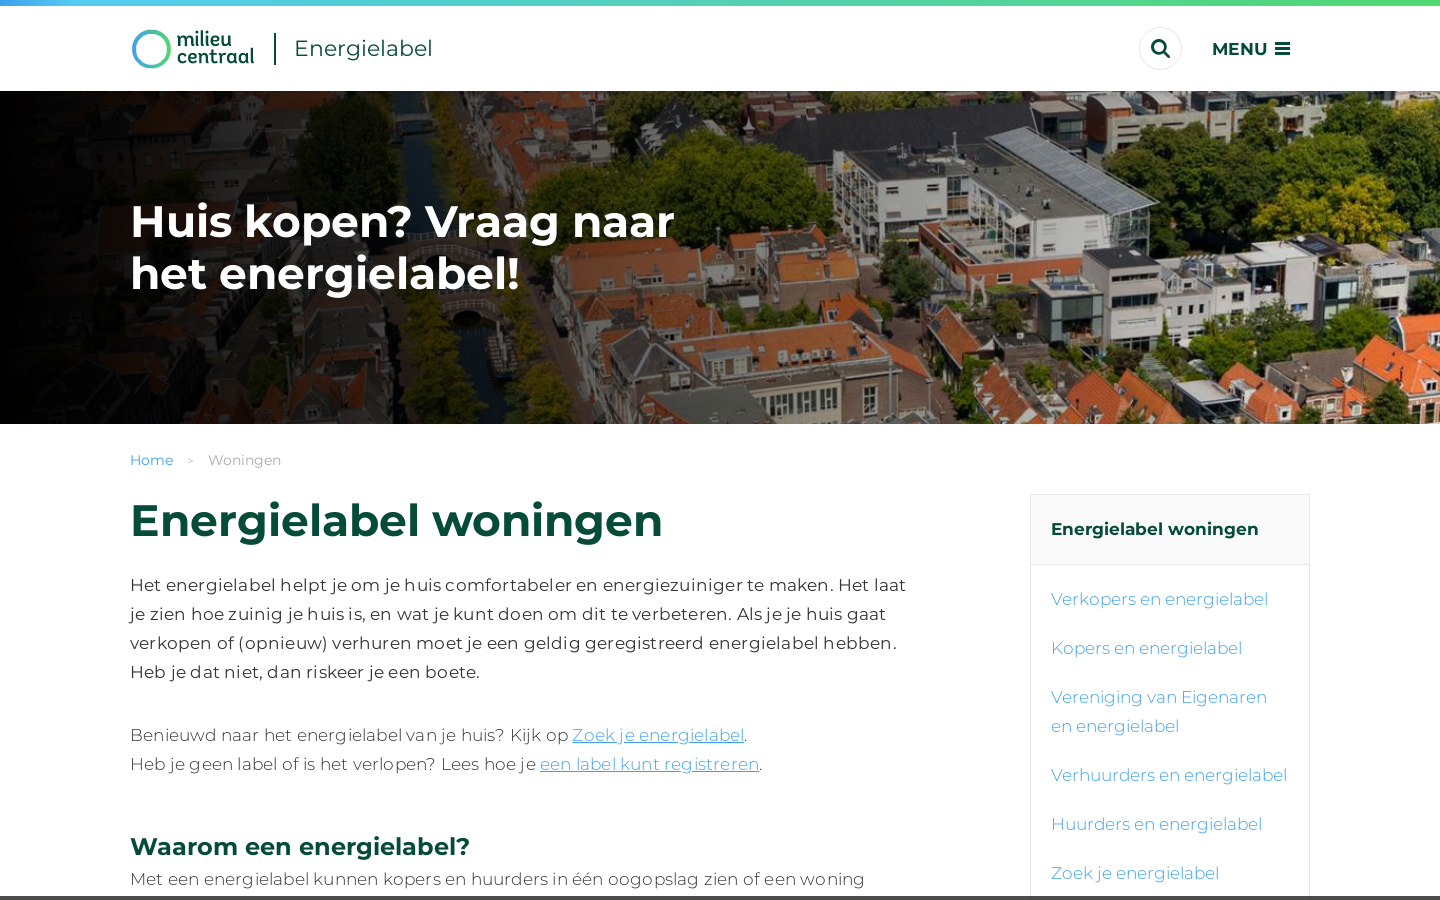 milieu
centraal
Energielabel
MENU
Huis kopen? Vraag naar
het energielabel!
Home > Woningen
Energielabel woningen
Het energielabel helpt je om je huis comfortabeler en energiezuiniger te maken. Het laat
je zien hoe zuinig je huis is, en wat je kunt doen om dit te verbeteren. Als je je huis gaat
verkopen of (opnieuw) verhuren moet je een geldig geregistreerd energielabel hebben.
Heb je dat niet, dan riskeer je een boete.
Benieuwd naar het energielabel van je huis? Kijk op Zoek je energielabel.
Heb je geen label of is het verlopen? Lees hoe je een label kunt registreren.
Waarom een energielabel?
Met een energielabel kunnen kopers en huurders in één oogopslag zien of een woning
Energielabel woningen
Verkopers en energielabel
Kopers en energielabel
Vereniging van Eigenaren
en energielabel
Verhuurders en energielabel
Huurders en energielabel
Zoek je energielabel